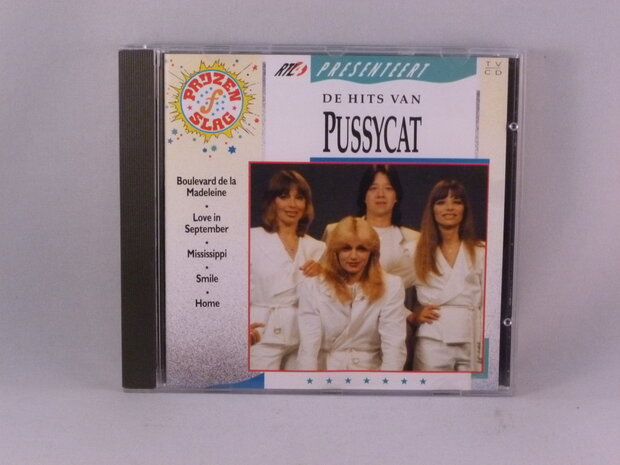 PRIJZEN
f
SLAG
RTL4 PRESENTEERT
TV
CD
DE HITS VAN
PUSSYCAT
Boulevard de la
Madeleine
•
Love in
September
•
Mississippi
•
Smile
•
Home